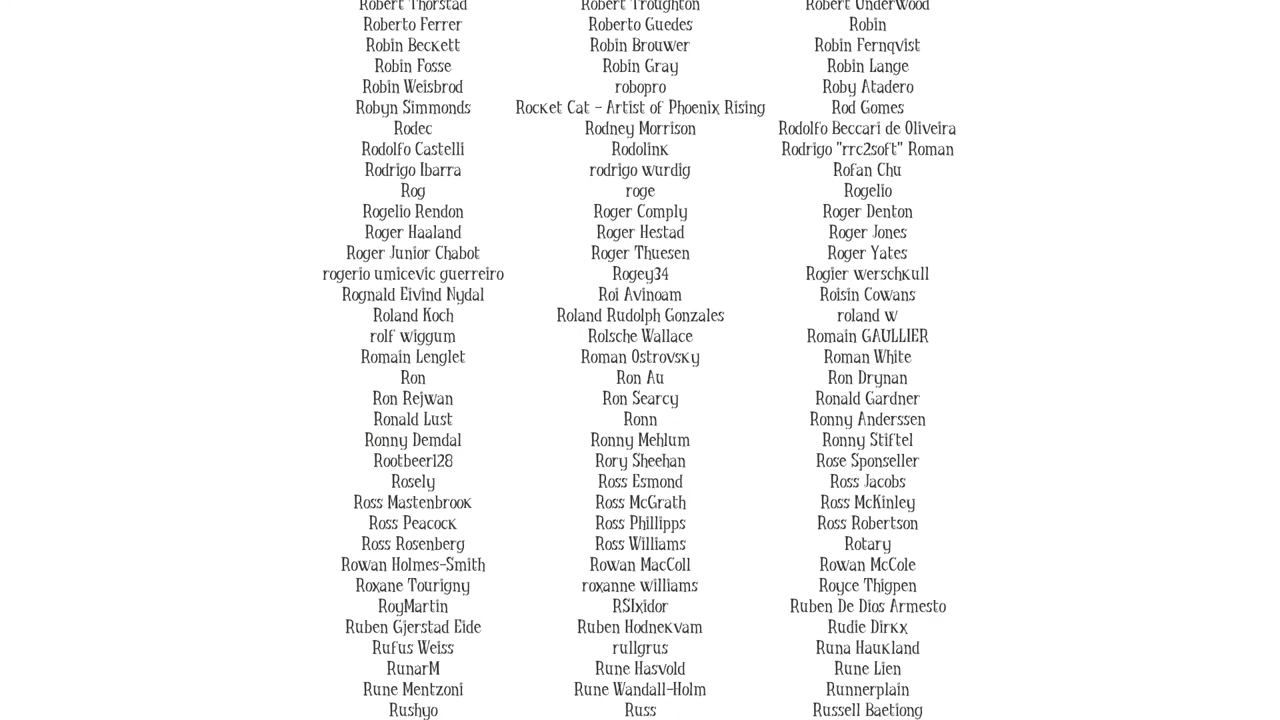 Robert Thorstad Robert Troughton Robert Underwood
Roberto Ferrer Roberto Guedes Robin
Robin Beckett Robin Brouwer Robin Fernqvist
Robin Fosse Robin Gray Robin Lange
Robin Weisbrod robopro Roby Atadero
Robyn Simmonds Rocket Cat - Artist of Phoenix Rising Rod Gomes
Rodec Rodney Morrison Rodolfo Beccari de Oliveira
Rodolfo Castelli Rodolink Rodrigo "rrc2soft" Roman
Rodrigo Ibarra rodrigo wurdig Rofan Chu
Rog roge Rogelio
Rogelio Rendon Roger Comply Roger Denton
Roger Haaland Roger Hestad Roger Jones
Roger Junior Chabot Roger Thuesen Roger Yates
rogerio umicevic guerreiro Rogey34 Rogier werschkull
Rognald Eivind Nydal Roi Avinoam Roisin Cowans
Roland Koch Roland Rudolph Gonzales roland w
rolf wiggum Rolsche Wallace Romain GAULLIER
Romain Lenglet Roman Ostrovsky Roman White
Ron Ron Au Ron Drynan
Ron Rejwan Ron Searcy Ronald Gardner
Ronald Lust Ronn Ronny Anderssen
Ronny Demdal Ronny Mehlum Ronny Stiftel
Rootbeer128 Rory Sheehan Rose Sponseller
Rosely Ross Esmond Ross Jacobs
Ross Mastenbrook Ross McGrath Ross McKinley
Ross Peacock Ross Phillipps Ross Robertson
Ross Rosenberg Ross Williams Rotary
Rowan Holmes-Smith Rowan MacColl Rowan McCole
Roxane Tourigny roxanne williams Royce Thigpen
RoyMartin RSIxidor Ruben De Dios Armesto
Ruben Gjerstad Eide Ruben Hodnekvam Rudie Dirkx
Rufus Weiss rullgrus Runa Haukland
RunarM Rune Hasvold Rune Lien
Rune Mentzoni Rune Wandall-Holm Runnerplain
Rushyo Russ Russell Baetiong